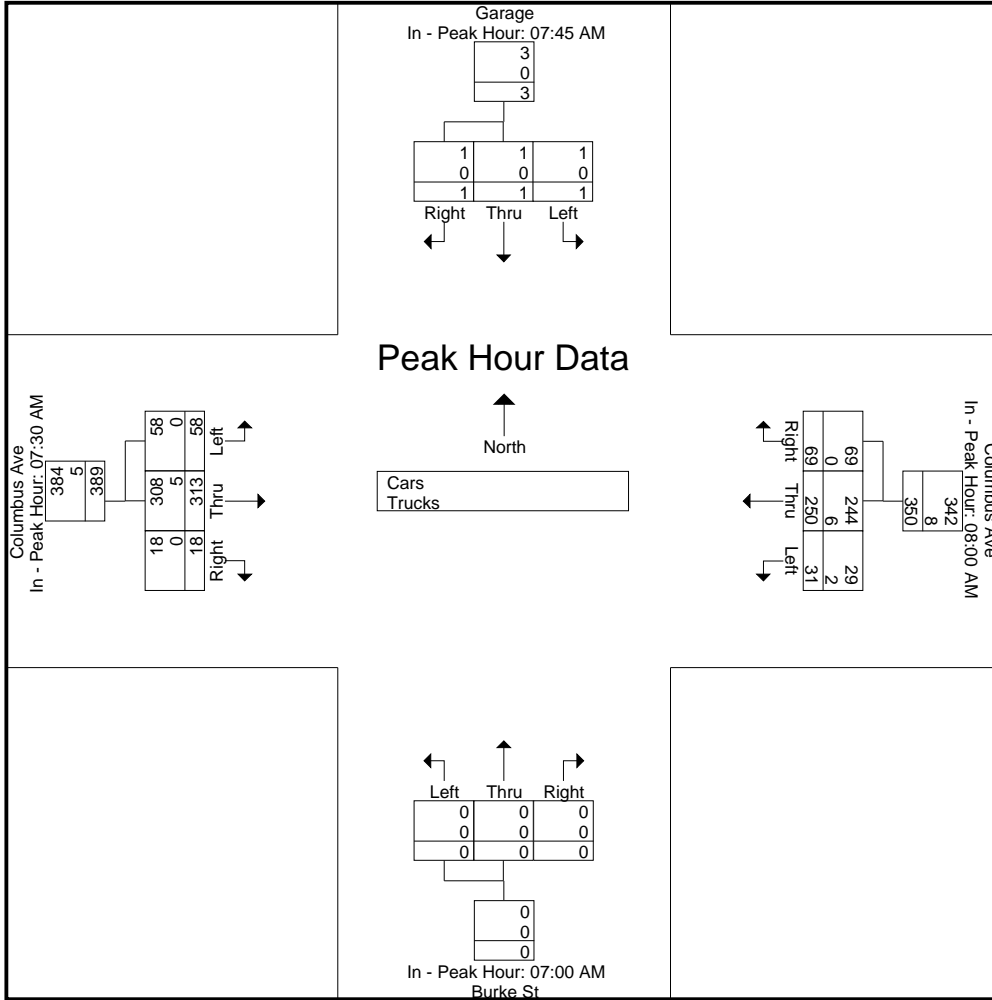 Garage
In - Peak Hour: 07:45 AM
3
0
3
1 1 1
0 0 0
1 1 1
Right Thru Left
Peak Hour Data
North
Cars
Trucks
Columbus Ave
In - Peak Hour: 07:30 AM
384
5
389
58 0 58 Left
308 5 313 Thru
18 0 18 Right
Right 69 0 69
Thru 250 6 244
Left 31 2 29
342
8
350
In - Peak Hour: 08:00 AM
Columbus Ave
Left Thru Right
0 0 0
0 0 0
0 0 0
0
0
0
In - Peak Hour: 07:00 AM
Burke St